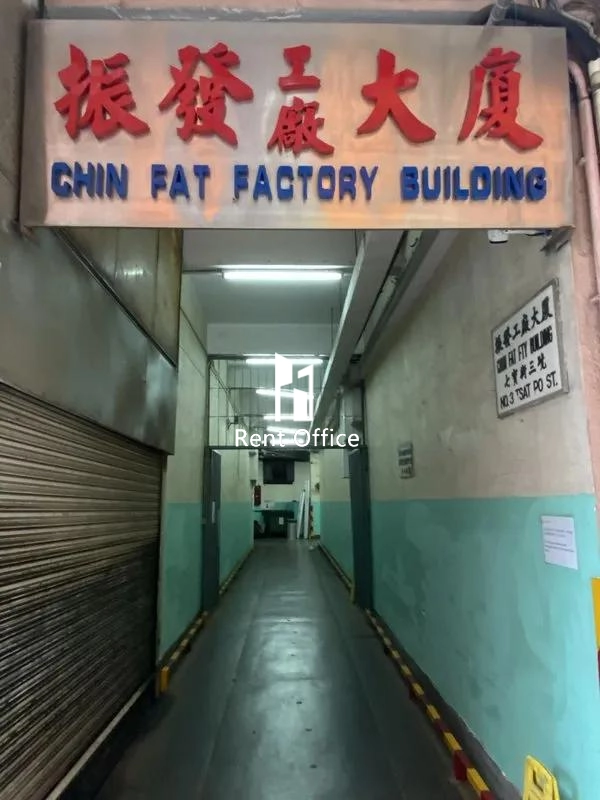 振發工廠大廈
CHIN FAT FACTORY BUILDING
振發工廠大廈
CHIN FAT FTY BUILDING
七寶街三號
NO.3 TSAT PO ST.
Rent Office